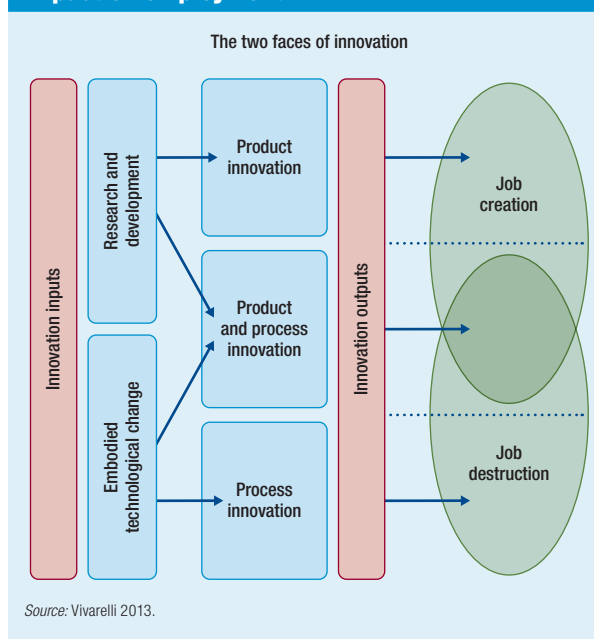 The two faces of innovation
Innovation inputs
Research and
development
Embodied
technological change
Product
innovation
Product
and process
innovation
Process
innovation
Innovation outputs
Job
creation
Job
destruction
Source: Vivarelli 2013.